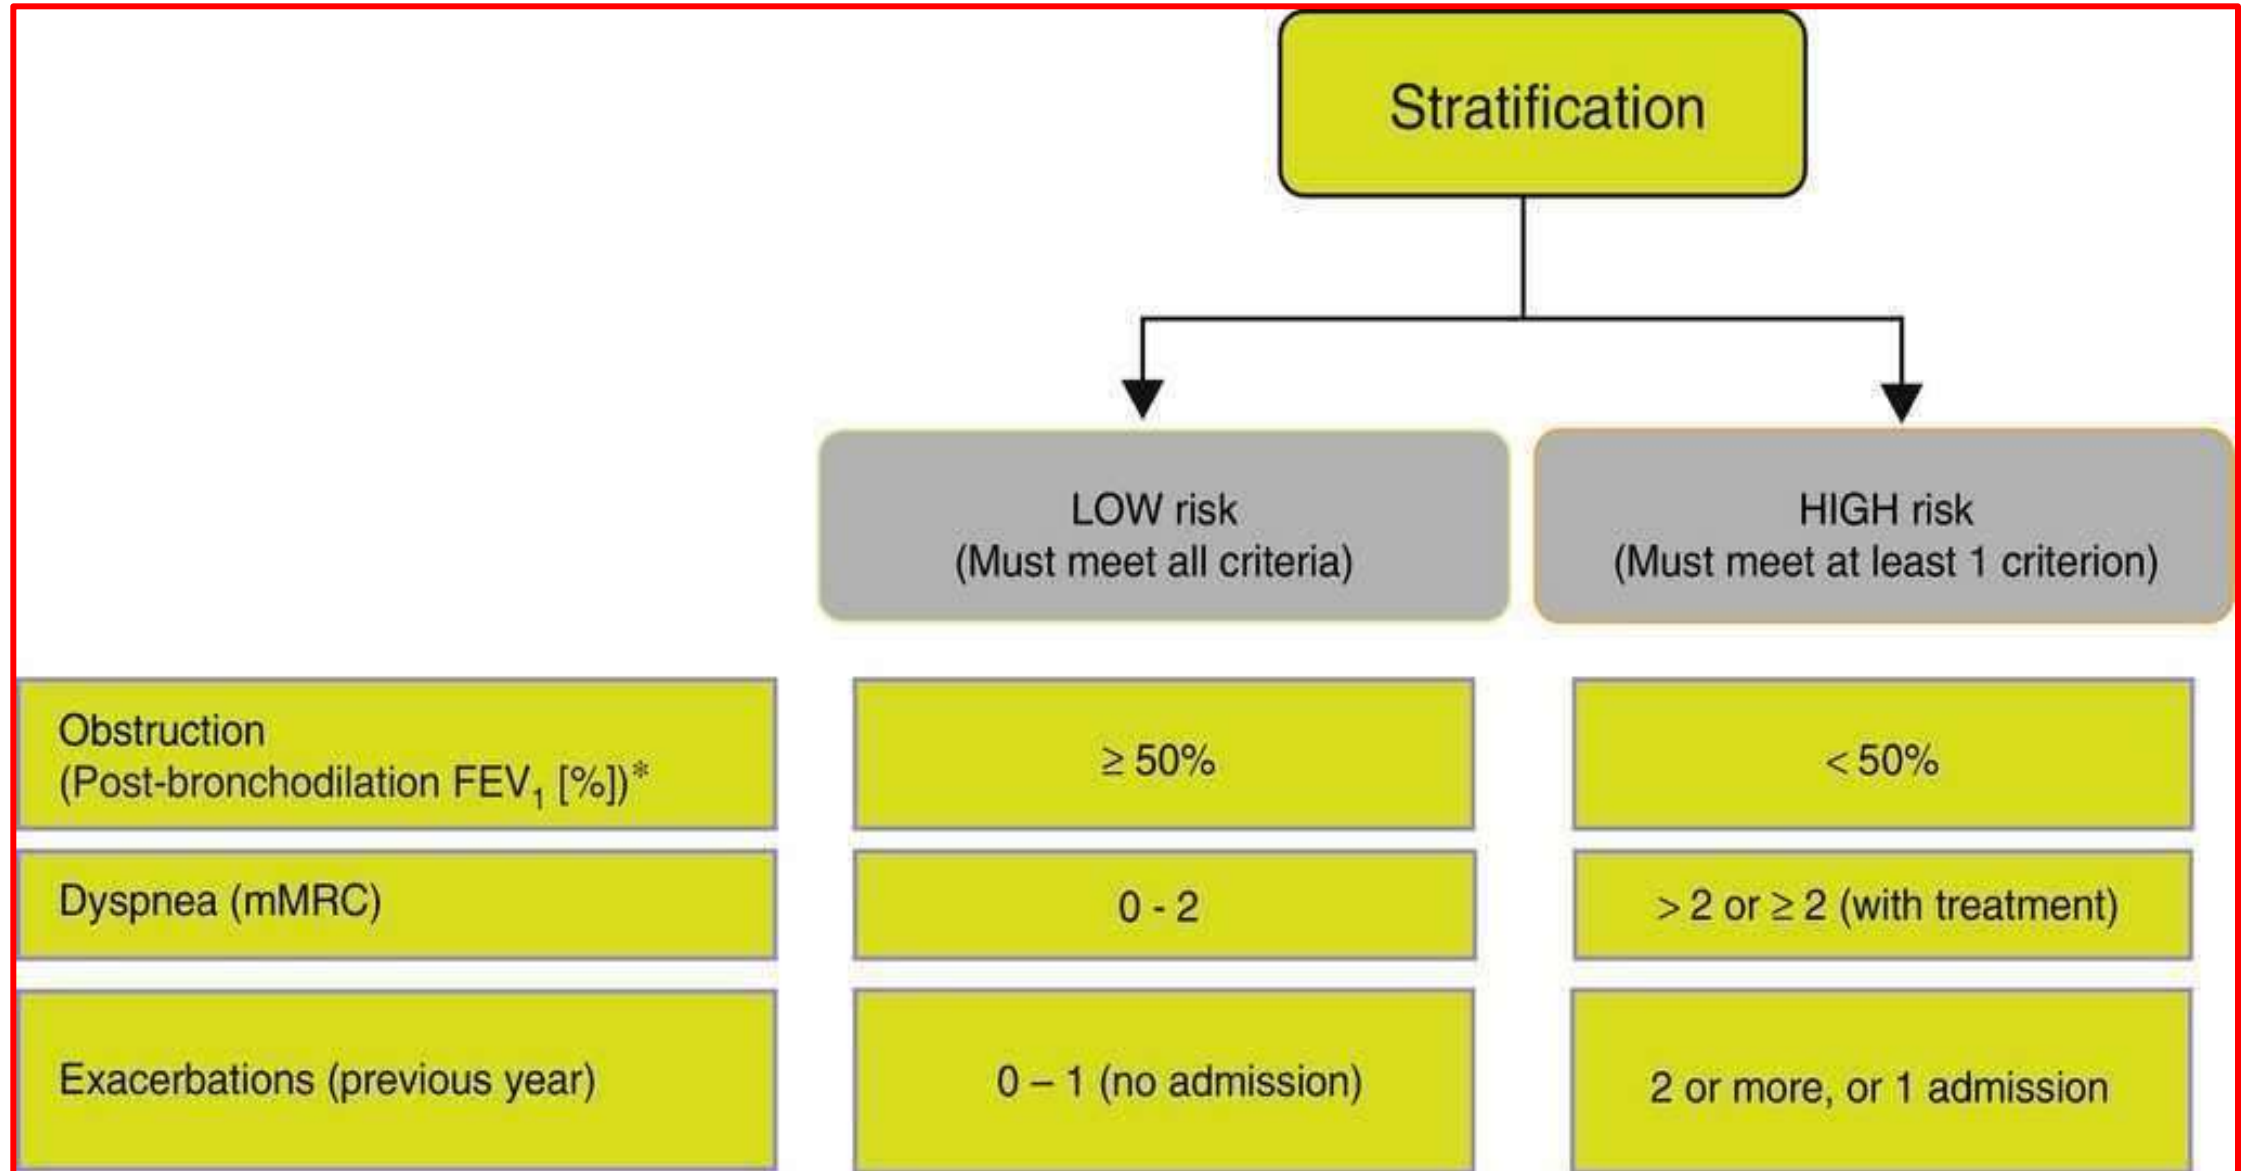 Stratification
LOW risk
(Must meet all criteria)
HIGH risk
(Must meet at least 1 criterion)
Obstruction
(Post-bronchodilation FEV₁ [%])*
≥ 50%
< 50%
Dyspnea (mMRC)
0 - 2
> 2 or ≥ 2 (with treatment)
Exacerbations (previous year)
0 – 1 (no admission)
2 or more, or 1 admission